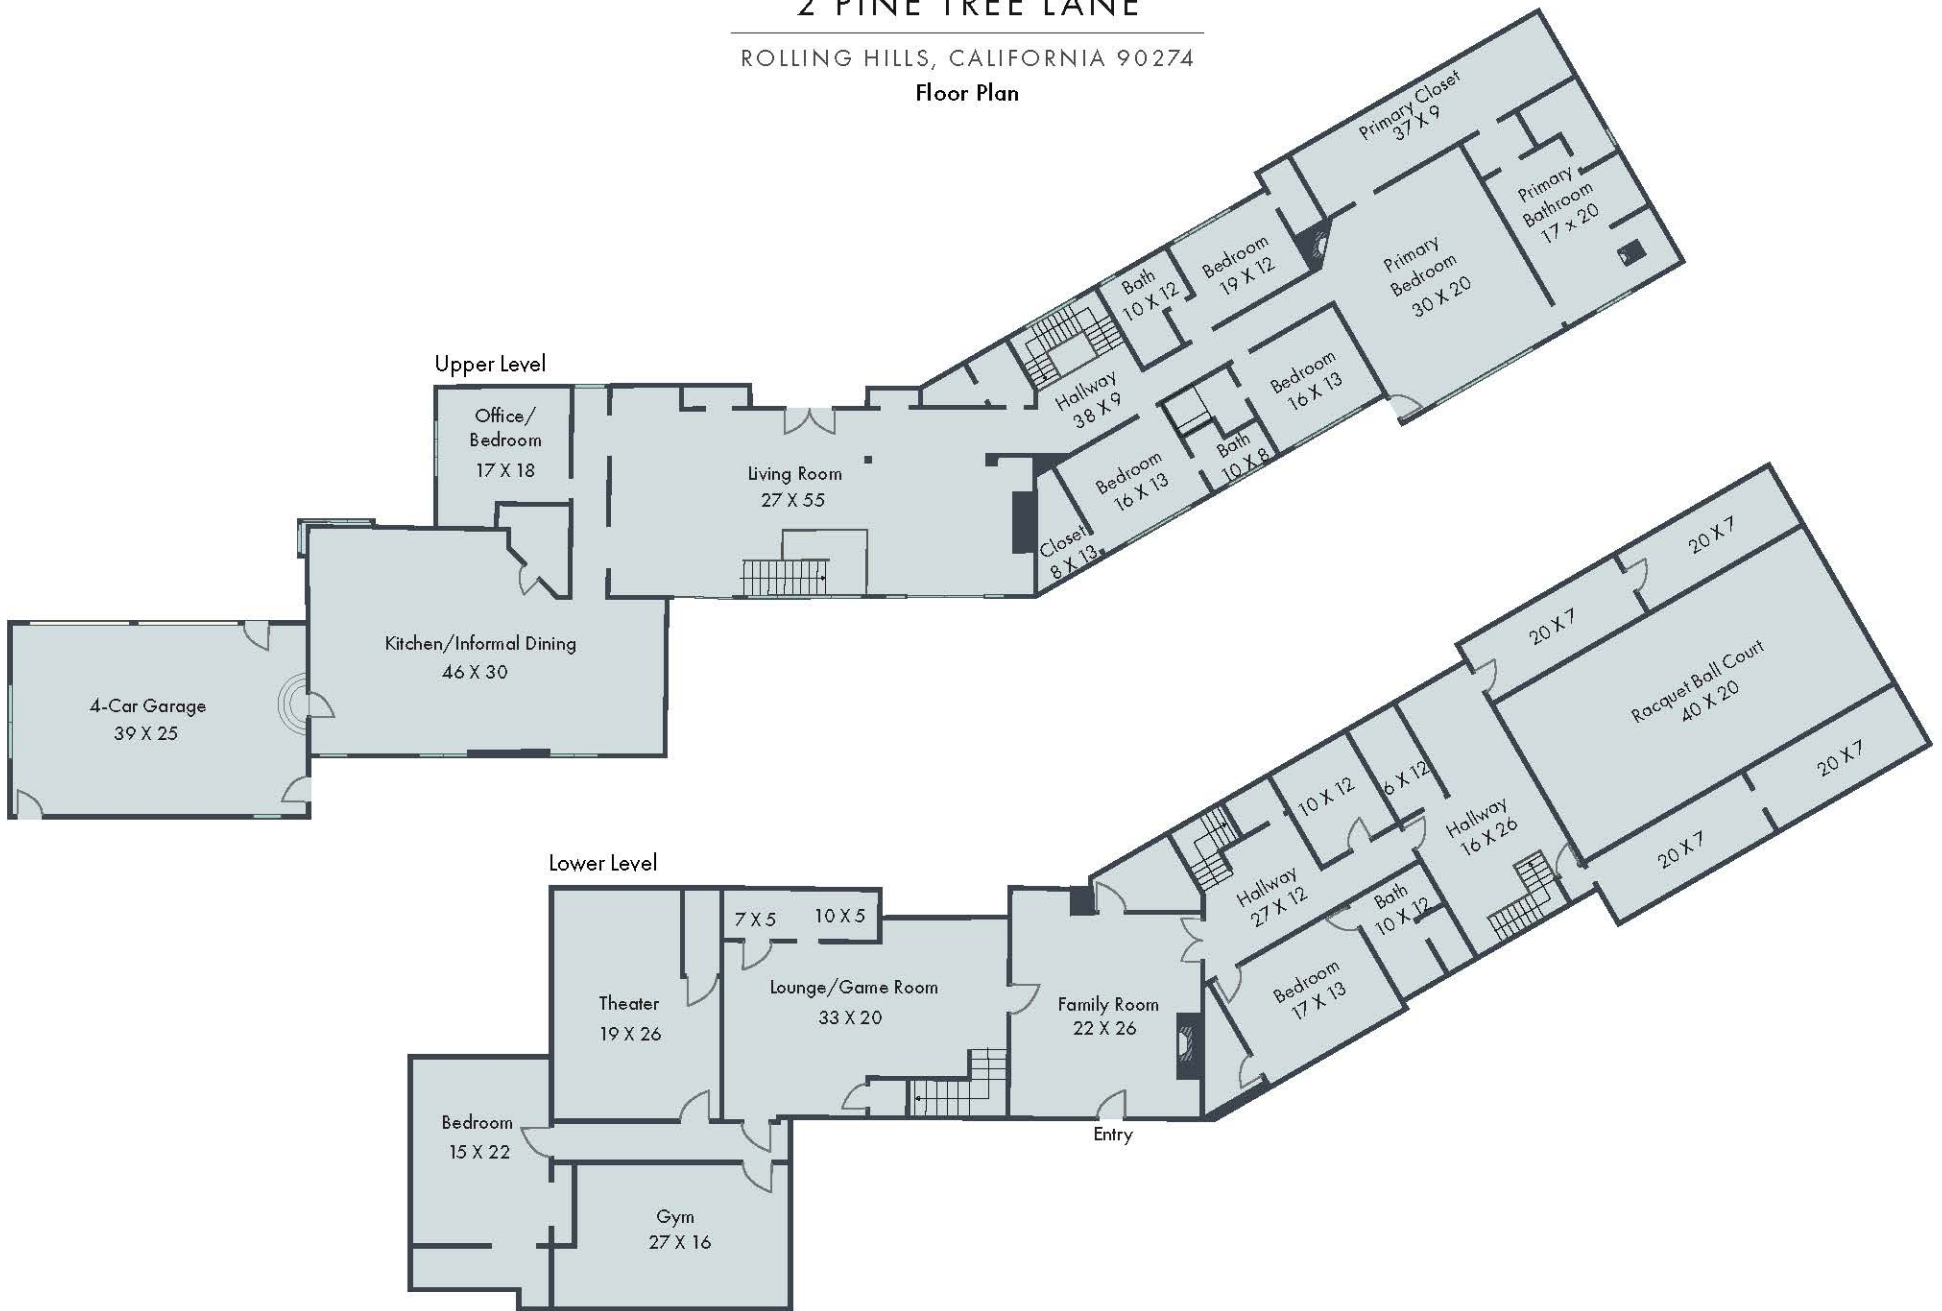 2 PINE TREE LANE
ROLLING HILLS, CALIFORNIA 90274
Floor Plan
Upper Level
Primary Closet
37 X 9
Primary
Bathroom
17 x 20
Primary
Bedroom
30 X 20
Bedroom
19 X 12
Bath
10 X 12
Hallway
38 X 9
Bedroom
16 X 13
Bath
10 X 8
Bedroom
16 X 13
Closet
8 X 13
Office/
Bedroom
17 X 18
Living Room
27 X 55
Kitchen/Informal Dining
46 X 30
4-Car Garage
39 X 25
Lower Level
20 X 7
20 X 7
Racquet Ball Court
40 X 20
20 X 7
20 X 7
Hallway
16 X 26
6 X 12
10 X 12
Hallway
27 X 12
Bath
10 X 12
Bedroom
17 X 13
7 X 5
10 X 5
Theater
19 X 26
Lounge/Game Room
33 X 20
Family Room
22 X 26
Entry
Bedroom
15 X 22
Gym
27 X 16